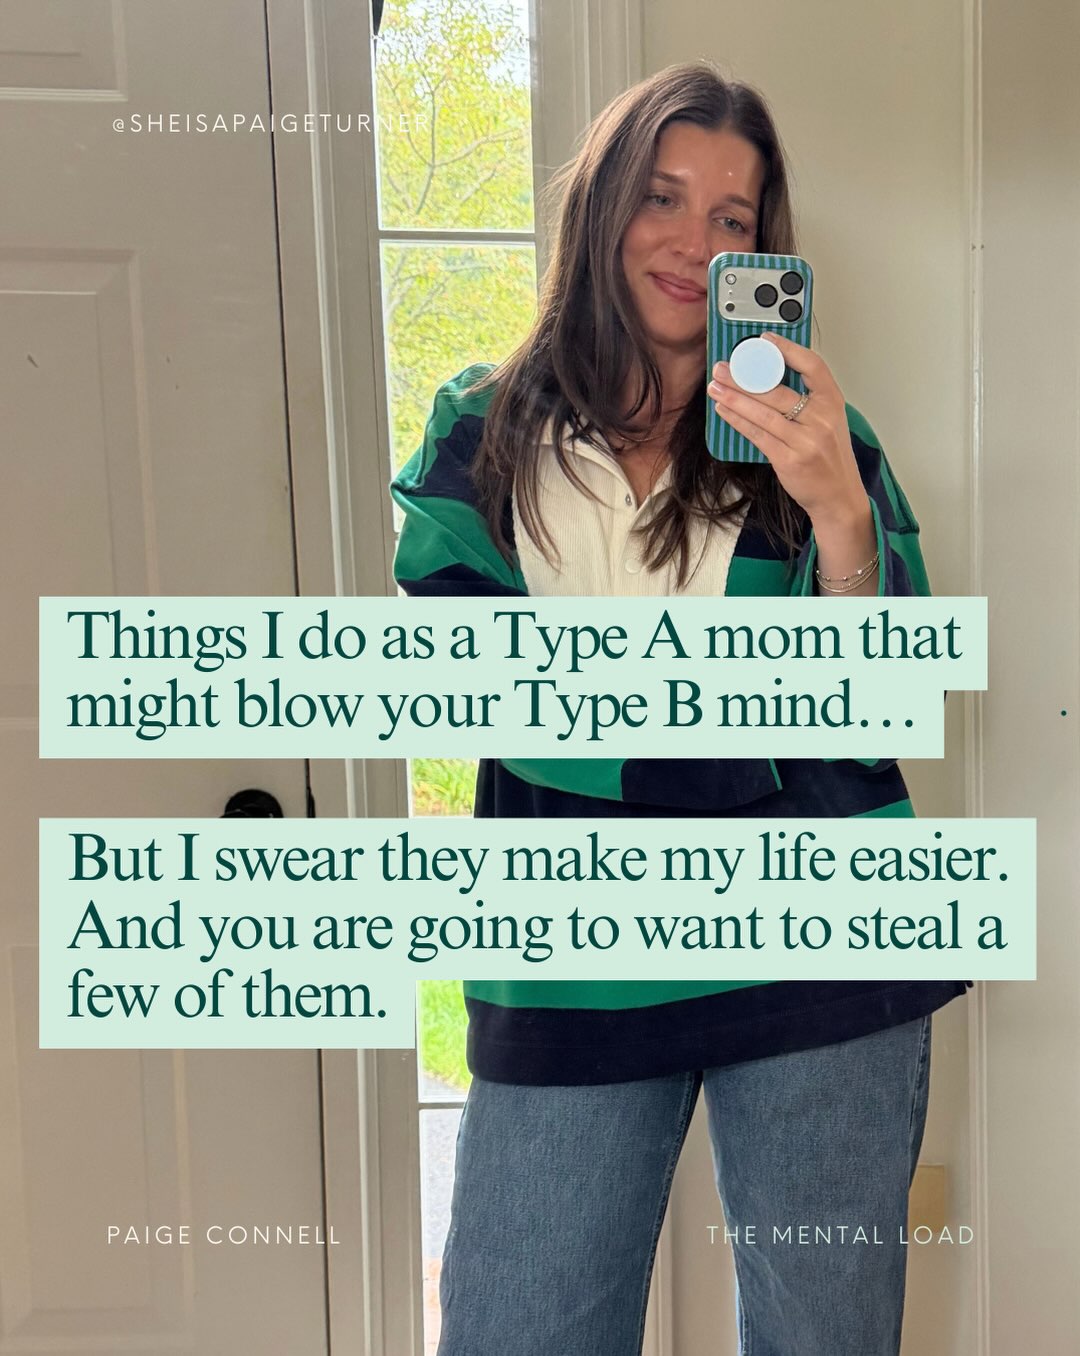 @SHEISAPAIGETURNER
Things I do as a Type A mom that
might blow your Type B mind...
But I swear they make my life easier.
And you are going to want to steal a
few of them.
PAIGE CONNELL
THE MENTAL LOAD